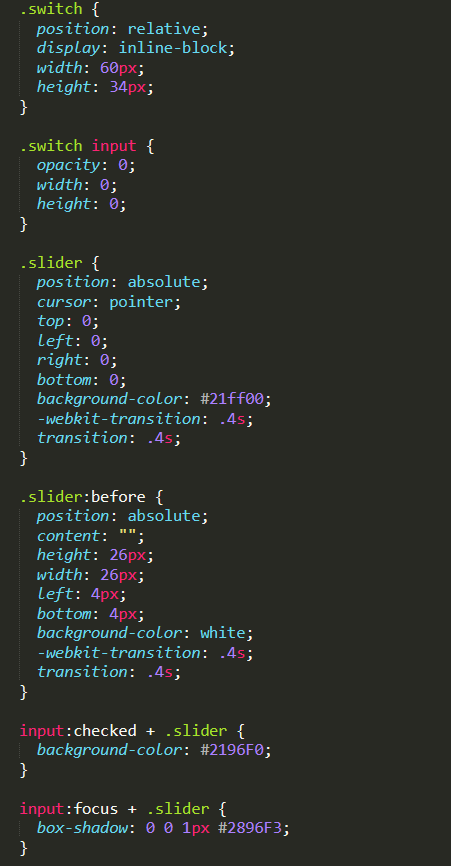 .switch {
position: relative;
display: inline-block;
width: 60px;
height: 34px;
}
.switch input {
opacity: 0;
width: 0;
height: 0;
}
.slider {
position: absolute;
cursor: pointer;
top: 0;
left: 0;
right: 0;
bottom: 0;
background-color: #21ff00;
-webkit-transition: .4s;
transition: .4s;
}
.slider:before {
position: absolute;
content: "";
height: 26px;
width: 26px;
left: 4px;
bottom: 4px;
background-color: white;
-webkit-transition: .4s;
transition: .4s;
}
input:checked + .slider {
background-color: #2196F0;
}
input:focus + .slider {
box-shadow: 0 0 1px #2896F3;
}